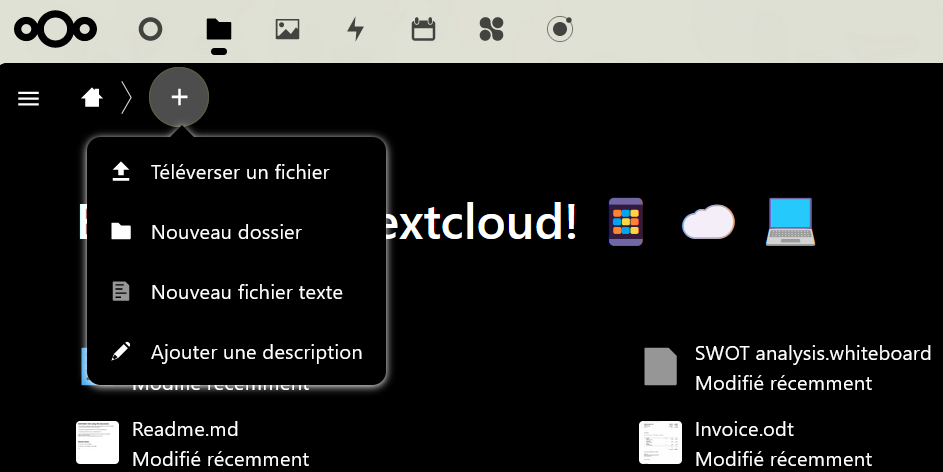 Téléverser un fichier
Nouveau dossier
extcloud!
Nouveau fichier texte
Ajouter une description
SWOT analysis.whiteboard
Modifié récemment
Modifié récemment
Readme.md
Invoice.odt
Modifié récemment
Modifié récemment